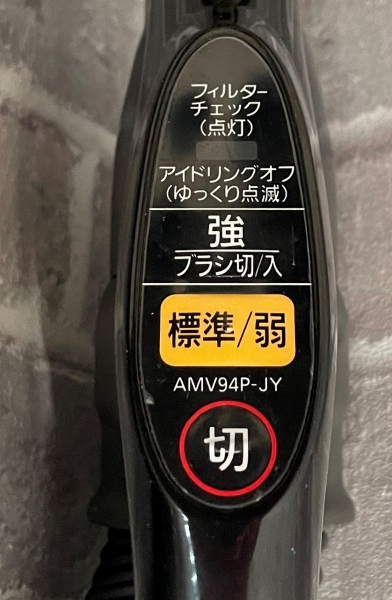 フィルター
チェック
(点灯)
アイドリングオフ
(ゆっくり点滅)
強
ブラシ切/入
標準/弱
AMV94P-JY
切